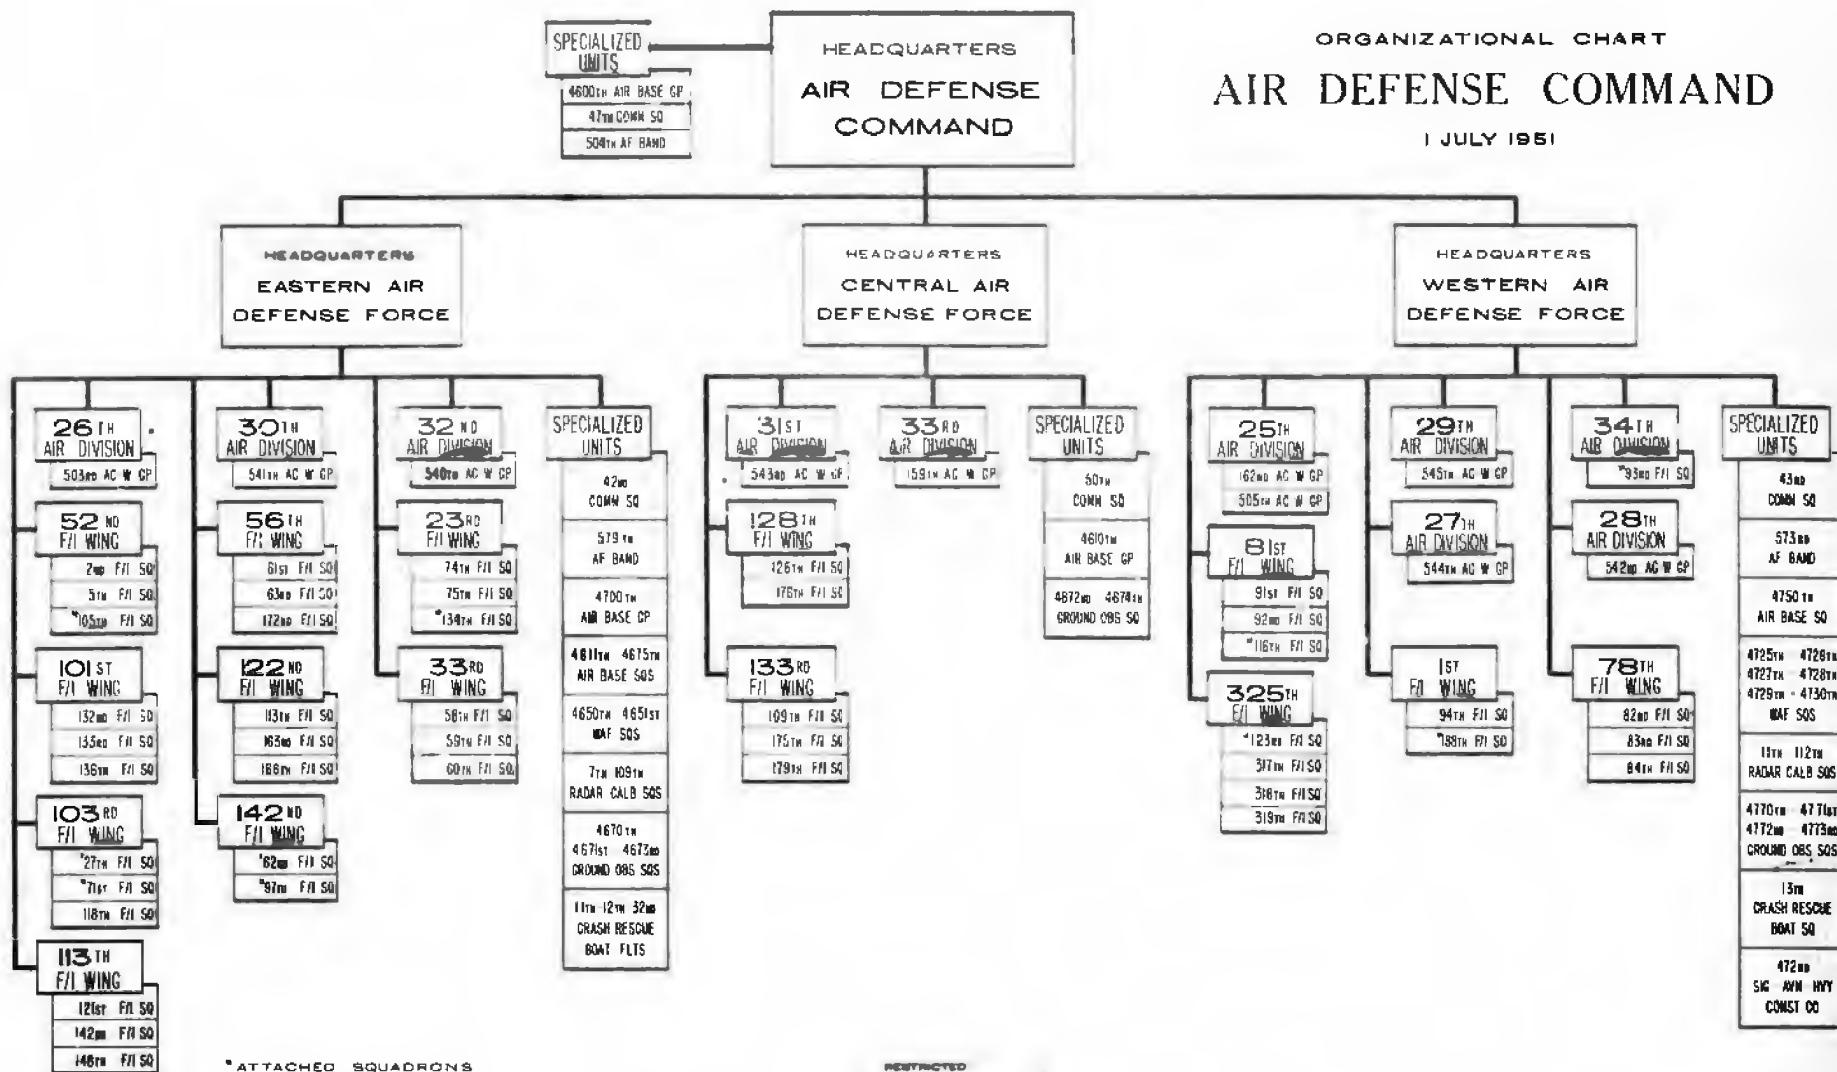 ORGANIZATIONAL CHART
AIR DEFENSE COMMAND
1 JULY 1951
HEADQUARTERS
AIR DEFENSE
COMMAND
SPECIALIZED
UNITS
4600TH AIR BASE GP
47TH COMM SQ
504TH AF BAND
HEADQUARTERS
EASTERN AIR
DEFENSE FORCE
26TH
AIR DIVISION
503RD AC W GP
52ND
F/I WING
2ND F/I SQ
5TH F/I SQ
*105TH F/I SQ
101ST
F/I WING
132ND F/I SQ
133RD F/I SQ
136TH F/I SQ
103RD
F/I WING
*27TH F/I SQ
*71ST F/I SQ
118TH F/I SQ
113TH
F/I WING
121ST F/I SQ
142ND F/I SQ
148TH F/I SQ
30TH
AIR DIVISION
541TH AC W GP
56TH
F/I WING
61ST F/I SQ
63RD F/I SQ
172ND F/I SQ
122ND
F/I WING
113TH F/I SQ
163RD F/I SQ
166TH F/I SQ
142ND
F/I WING
*62ND F/I SQ
*97TH F/I SQ
32ND
AIR DIVISION
540TH AC W GP
23RD
F/I WING
74TH F/I SQ
75TH F/I SQ
*134TH F/I SQ
33RD
F/I WING
58TH F/I SQ
59TH F/I SQ
60TH F/I SQ
SPECIALIZED
UNITS
42ND
COMM SQ
579TH
AF BAND
4700TH
AIR BASE GP
4611TH 4675TH
AIR BASE SQS
4650TH 4651ST
WAF SQS
7TH 109TH
RADAR CALB SQS
4670TH
4671ST 4673RD
GROUND OBS SQS
11TH 12TH 32ND
CRASH RESCUE
BOAT FLTS
HEADQUARTERS
CENTRAL AIR
DEFENSE FORCE
31ST
AIR DIVISION
543RD AC W GP
128TH
F/I WING
126TH F/I SQ
176TH F/I SQ
133RD
F/I WING
109TH F/I SQ
175TH F/I SQ
179TH F/I SQ
33RD
AIR DIVISION
159TH AC W GP
SPECIALIZED
UNITS
50TH
COMM SQ
4610TH
AIR BASE GP
4672ND 4674TH
GROUND OBS SQ
HEADQUARTERS
WESTERN AIR
DEFENSE FORCE
25TH
AIR DIVISION
162ND AC W GP
505TH AC W GP
81ST
F/I WING
91ST F/I SQ
92ND F/I SQ
*116TH F/I SQ
325TH
F/I WING
*123RD F/I SQ
317TH F/I SQ
318TH F/I SQ
319TH F/I SQ
29TH
AIR DIVISION
545TH AC W GP
27TH
AIR DIVISION
544TH AC W GP
1ST
F/I WING
94TH F/I SQ
*188TH F/I SQ
34TH
AIR DIVISION
*93RD F/I SQ
28TH
AIR DIVISION
542ND AC W GP
78TH
F/I WING
82ND F/I SQ
83RD F/I SQ
84TH F/I SQ
SPECIALIZED
UNITS
43RD
COMM SQ
573RD
AF BAND
4750TH
AIR BASE SQ
4725TH 4726TH
4727TH 4728TH
4729TH 4730TH
WAF SQS
11TH 112TH
RADAR CALB SQS
4770TH 4771ST
4772ND 4773RD
GROUND OBS SQS
13TH
CRASH RESCUE
BOAT SQ
472ND
SIG AVN HVY
CONST CO
*ATTACHED SQUADRONS
RESTRICTED